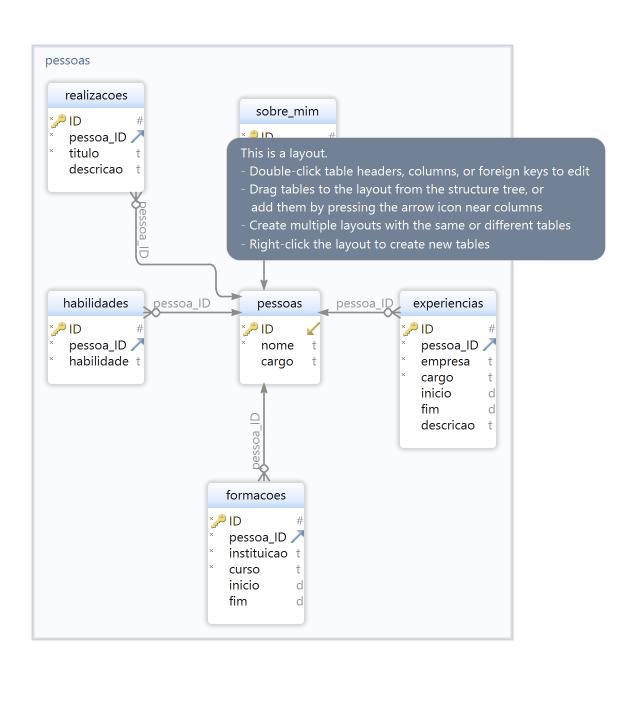 pessoas
realizacoes
ID #
pessoa_ID
titulo t
descricao t
sobre_mim
ID
This is a layout.
- Double-click table headers, columns, or foreign keys to edit
- Drag tables to the layout from the structure tree, or
add them by pressing the arrow icon near columns
- Create multiple layouts with the same or different tables
- Right-click the layout to create new tables
pessoa_ID
habilidades
ID #
pessoa_ID
habilidade t
pessoa_ID
pessoas
ID
nome t
cargo t
pessoa_ID
experiencias
ID #
pessoa_ID
empresa t
cargo t
inicio d
fim d
descricao t
pessoa_ID
formacoes
ID #
pessoa_ID
instituicao t
curso t
inicio d
fim d